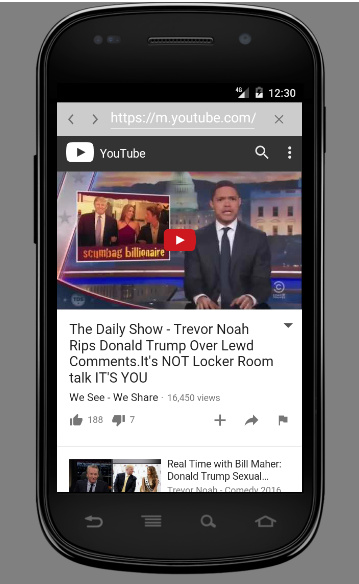 4G 12:30
https://m.youtube.com/
YouTube
scumbag billionaire
The Daily Show - Trevor Noah
Rips Donald Trump Over Lewd
Comments.It's NOT Locker Room
talk IT'S YOU
We See - We Share · 16,450 views
188 7
Real Time with Bill Maher:
Donald Trump Sexual...
Trevor Noah - Comedy 2016